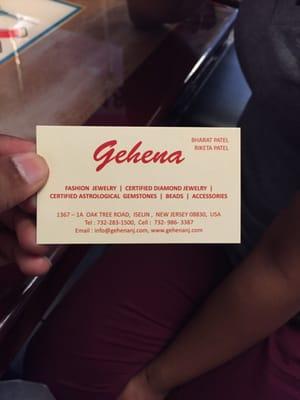 BHARAT PATEL
RIKETA PATEL
Gehena
FASHION JEWELRY | CERTIFIED DIAMOND JEWELRY |
CERTIFIED ASTROLOGICAL GEMSTONES | BEADS | ACCESSORIES
1367 - 1A OAK TREE ROAD, ISELIN , NEW JERSEY 08830, USA
Tel : 732-283-1500, Cell : 732- 986- 3387
Email : info@gehenanj.com, www.gehenanj.com